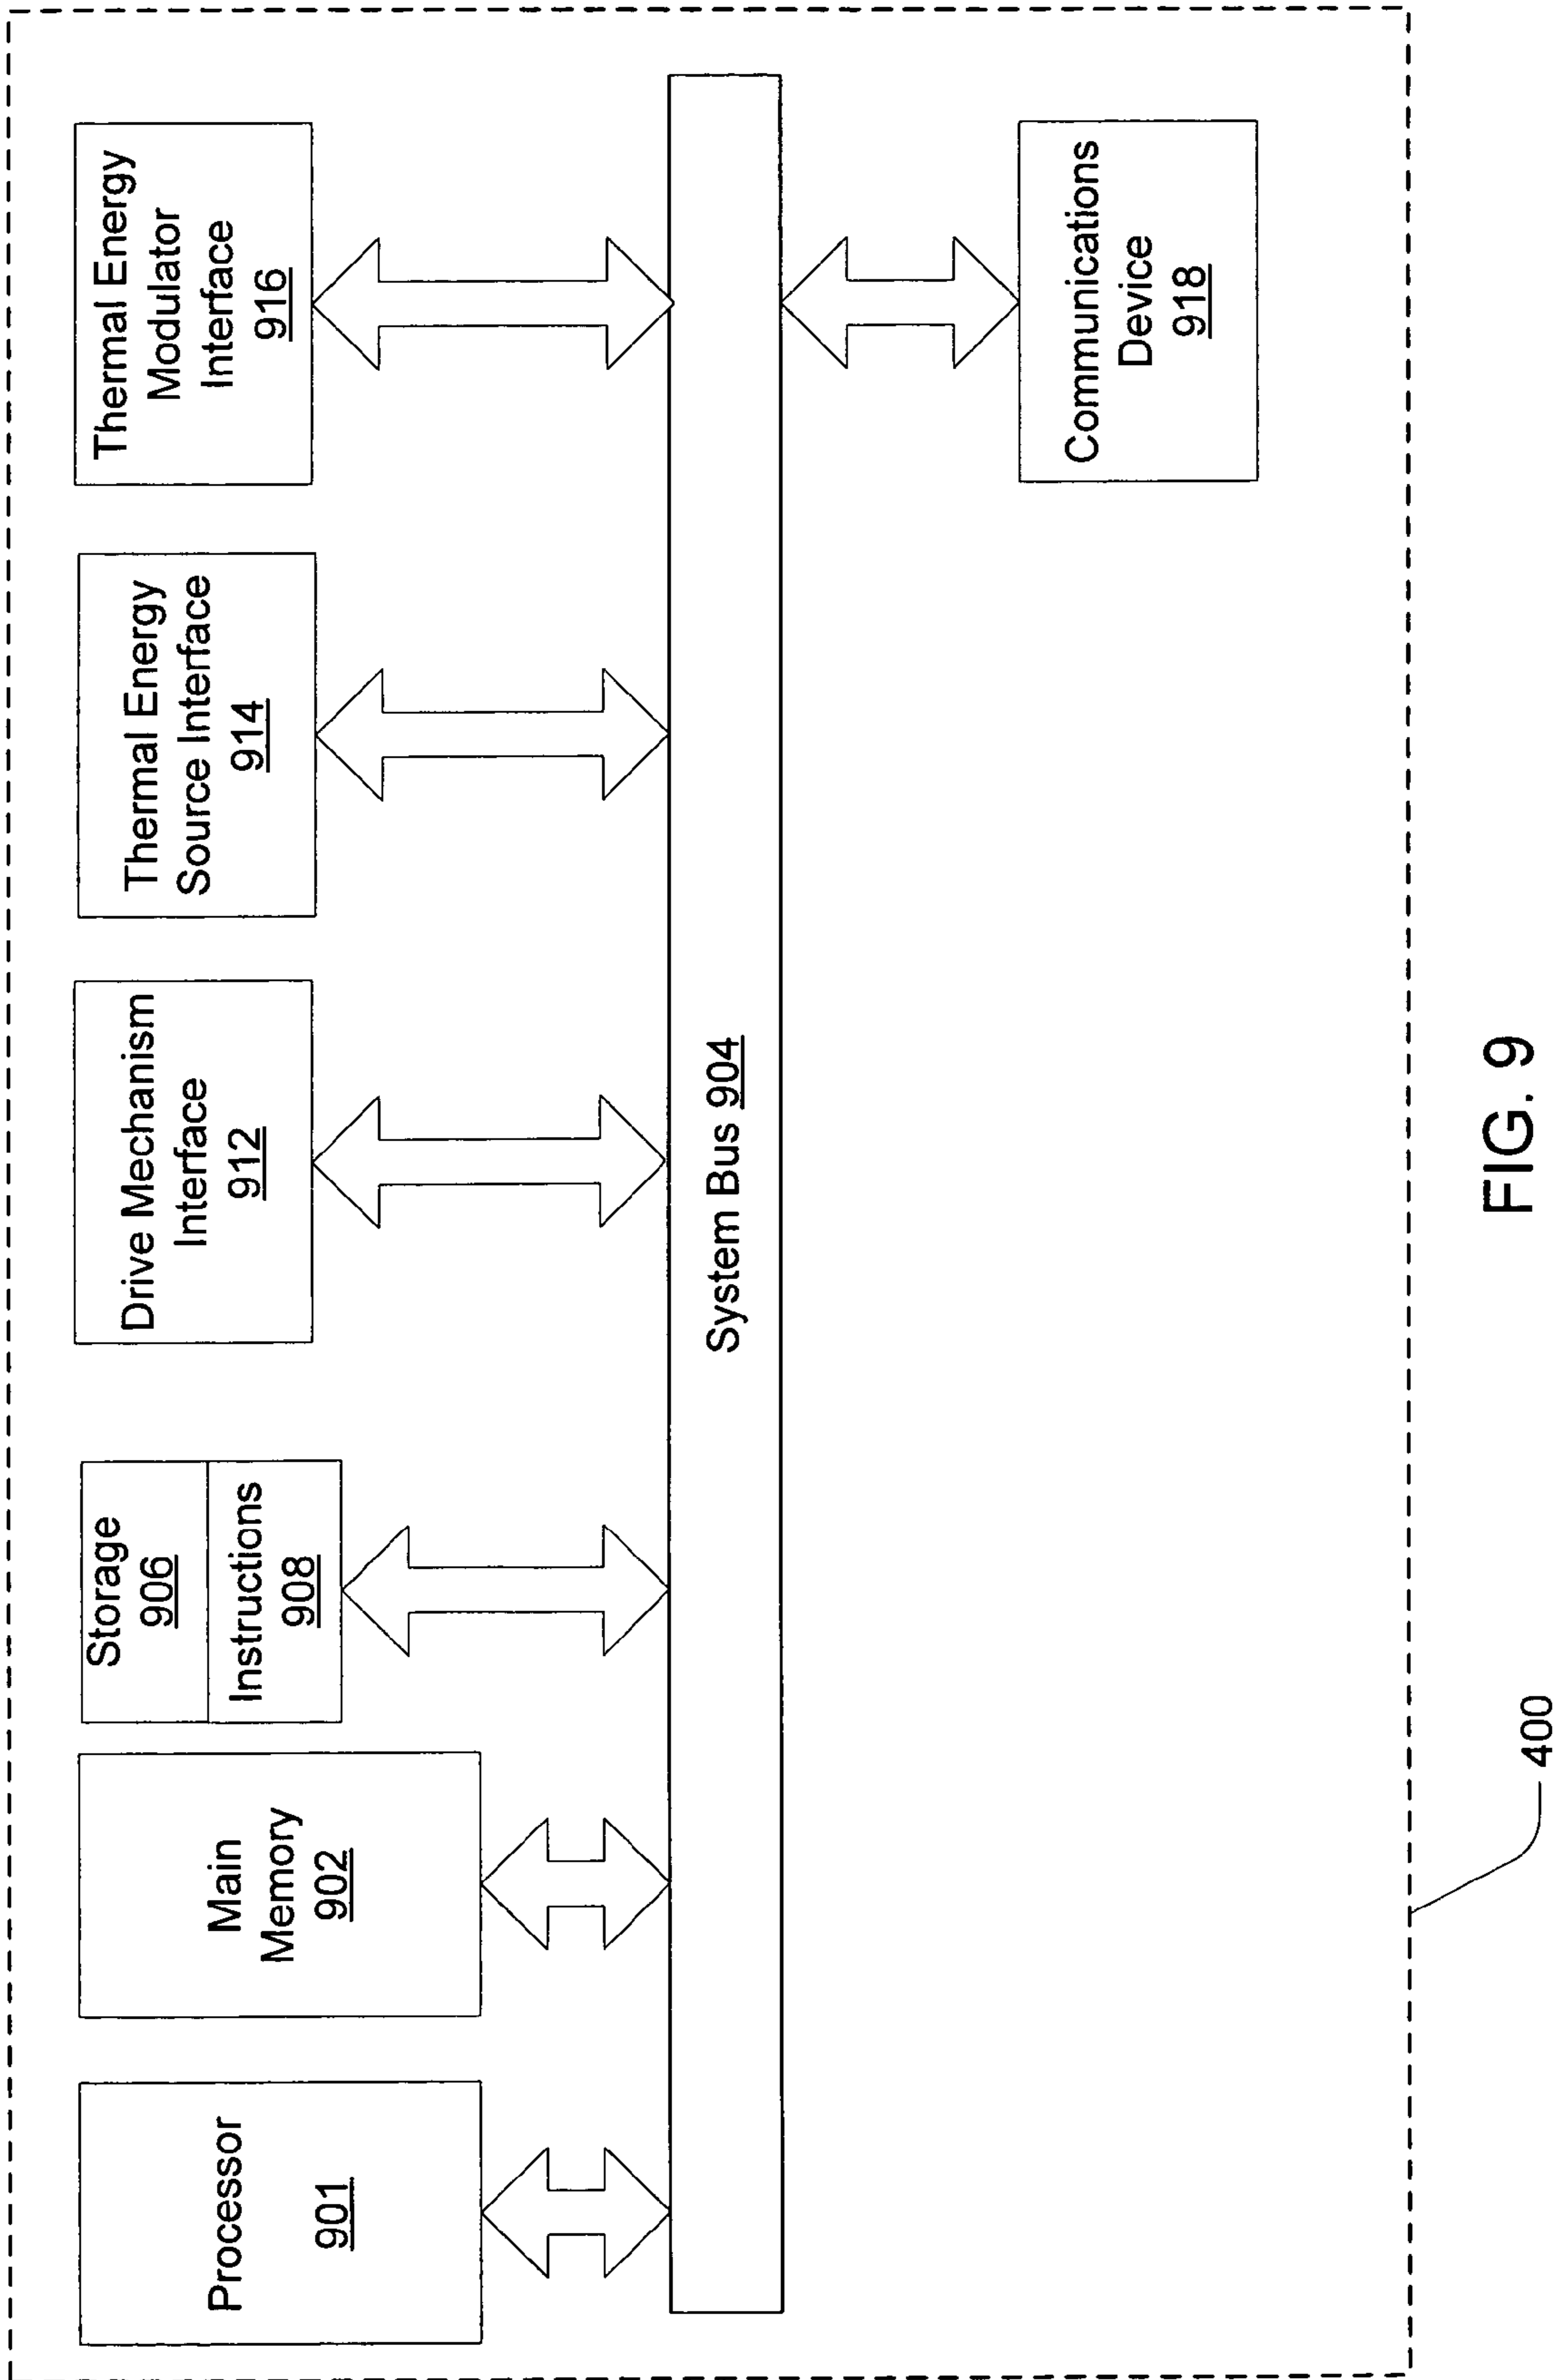 Processor
901
Main
Memory
902
Storage
906
Instructions
908
Drive Mechanism
Interface
912
Thermal Energy
Source Interface
914
Thermal Energy
Modulator
Interface
916
System Bus 904
Communications
Device
918
400
FIG. 9